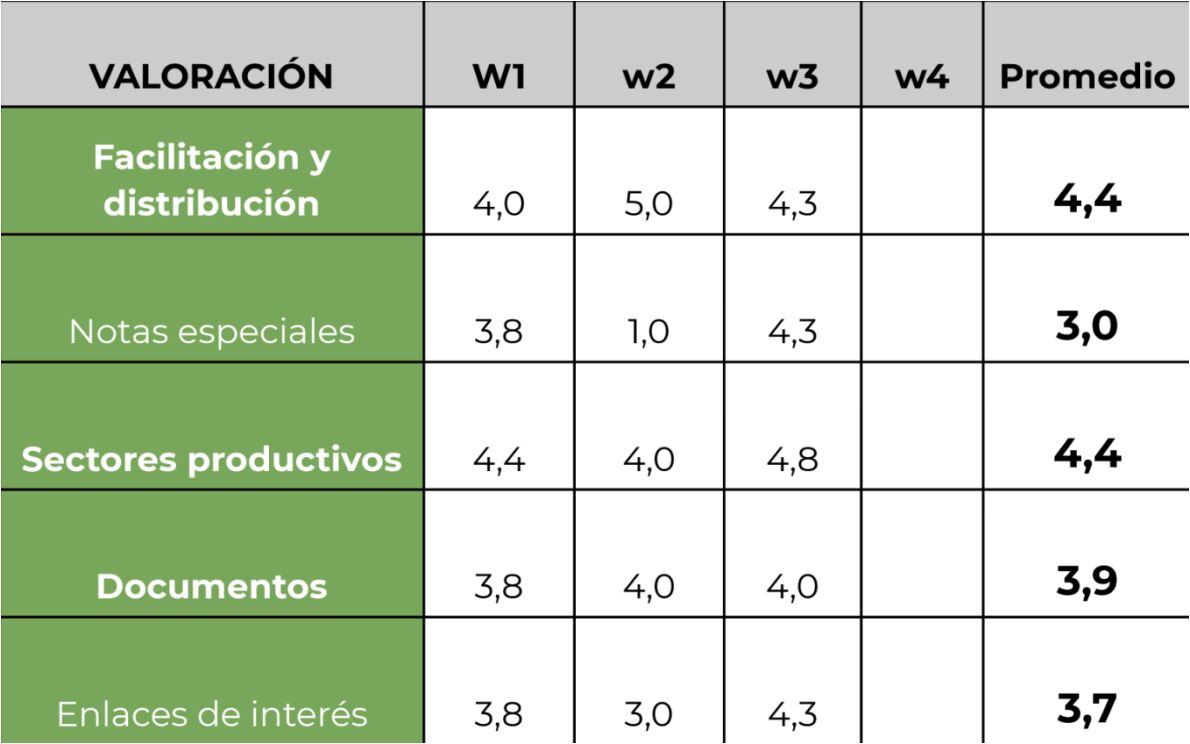 VALORACIÓN W1 w2 w3 w4 Promedio
Facilitación y
distribución 4,0 5,0 4,3 4,4
Notas especiales 3,8 1,0 4,3 3,0
Sectores productivos 4,4 4,0 4,8 4,4
Documentos 3,8 4,0 4,0 3,9
Enlaces de interés 3,8 3,0 4,3 3,7